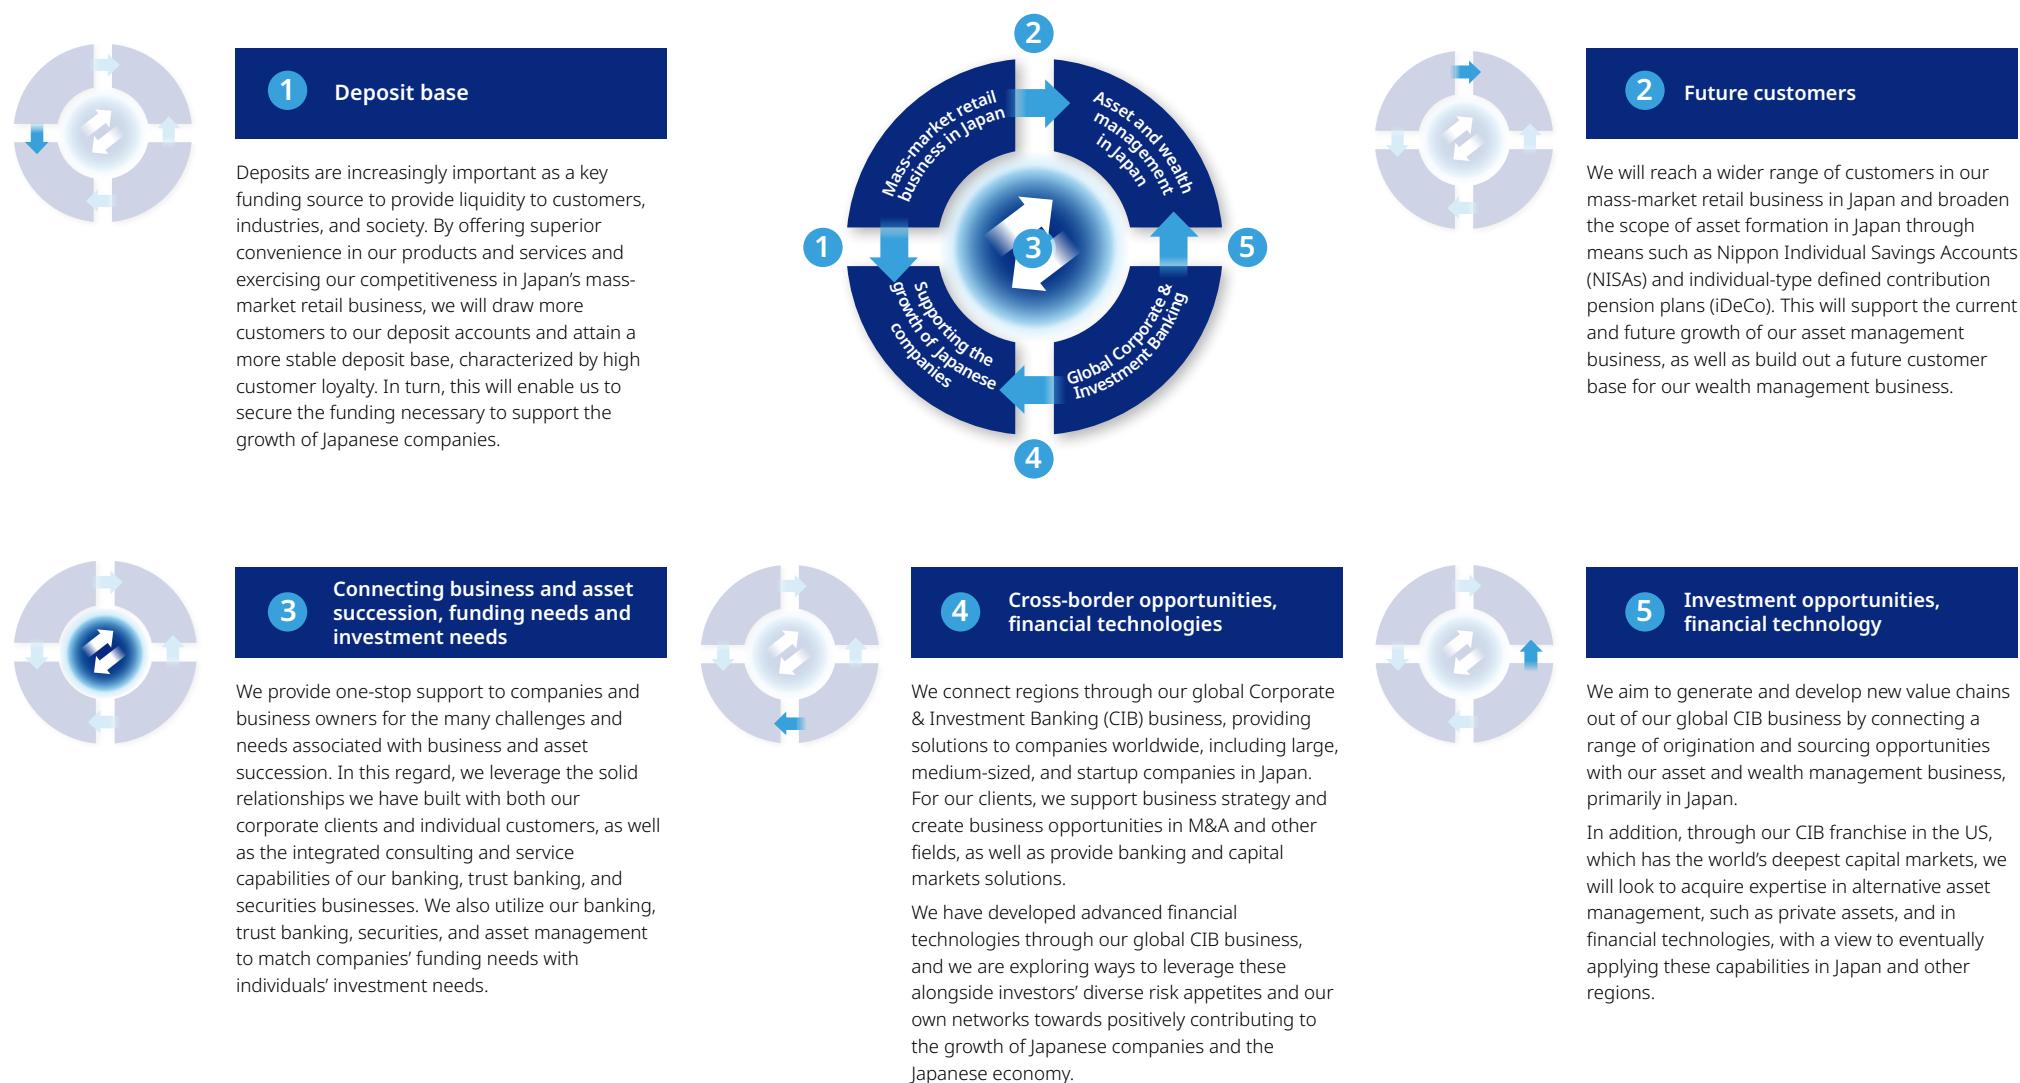 1
Deposit base
Deposits are increasingly important as a key
funding source to provide liquidity to customers,
industries, and society. By offering superior
convenience in our products and services and
exercising our competitiveness in Japan’s mass-
market retail business, we will draw more
customers to our deposit accounts and attain a
more stable deposit base, characterized by high
customer loyalty. In turn, this will enable us to
secure the funding necessary to support the
growth of Japanese companies.
2
Mass-market retail
business in Japan
Asset and wealth
management
in Japan
1
3
5
Supporting the
growth of Japanese
companies
Global Corporate &
Investment Banking
4
2
Future customers
We will reach a wider range of customers in our
mass-market retail business in Japan and broaden
the scope of asset formation in Japan through
means such as Nippon Individual Savings Accounts
(NISAs) and individual-type defined contribution
pension plans (iDeCo). This will support the current
and future growth of our asset management
business, as well as build out a future customer
base for our wealth management business.
3
Connecting business and asset
succession, funding needs and
investment needs
We provide one-stop support to companies and
business owners for the many challenges and
needs associated with business and asset
succession. In this regard, we leverage the solid
relationships we have built with both our
corporate clients and individual customers, as well
as the integrated consulting and service
capabilities of our banking, trust banking, and
securities businesses. We also utilize our banking,
trust banking, securities, and asset management
to match companies’ funding needs with
individuals’ investment needs.
4
Cross-border opportunities,
financial technologies
We connect regions through our global Corporate
& Investment Banking (CIB) business, providing
solutions to companies worldwide, including large,
medium-sized, and startup companies in Japan.
For our clients, we support business strategy and
create business opportunities in M&A and other
fields, as well as provide banking and capital
markets solutions.
We have developed advanced financial
technologies through our global CIB business,
and we are exploring ways to leverage these
alongside investors’ diverse risk appetites and our
own networks towards positively contributing to
the growth of Japanese companies and the
Japanese economy.
5
Investment opportunities,
financial technology
We aim to generate and develop new value chains
out of our global CIB business by connecting a
range of origination and sourcing opportunities
with our asset and wealth management business,
primarily in Japan.
In addition, through our CIB franchise in the US,
which has the world’s deepest capital markets, we
will look to acquire expertise in alternative asset
management, such as private assets, and in
financial technologies, with a view to eventually
applying these capabilities in Japan and other
regions.